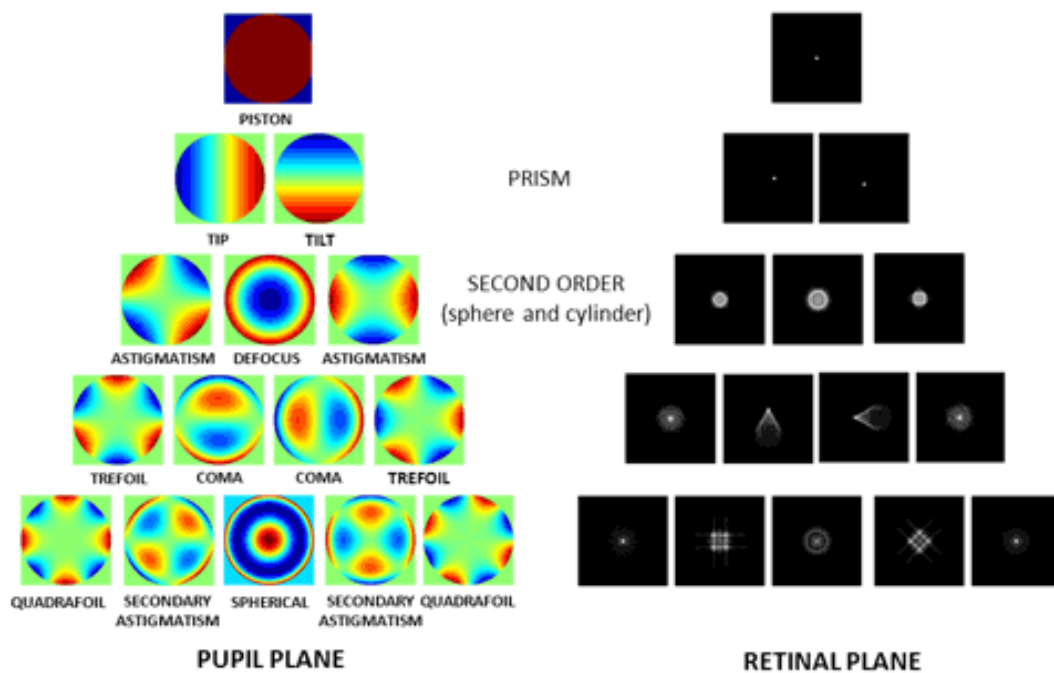 PISTON
PRISM
TIP TILT
SECOND ORDER
(sphere and cylinder)
ASTIGMATISM DEFOCUS ASTIGMATISM
TREFOIL COMA COMA TREFOIL
QUADRAFOIL SECONDARY SPHERICAL SECONDARY QUADRAFOIL
ASTIGMATISM ASTIGMATISM
PUPIL PLANE RETINAL PLANE